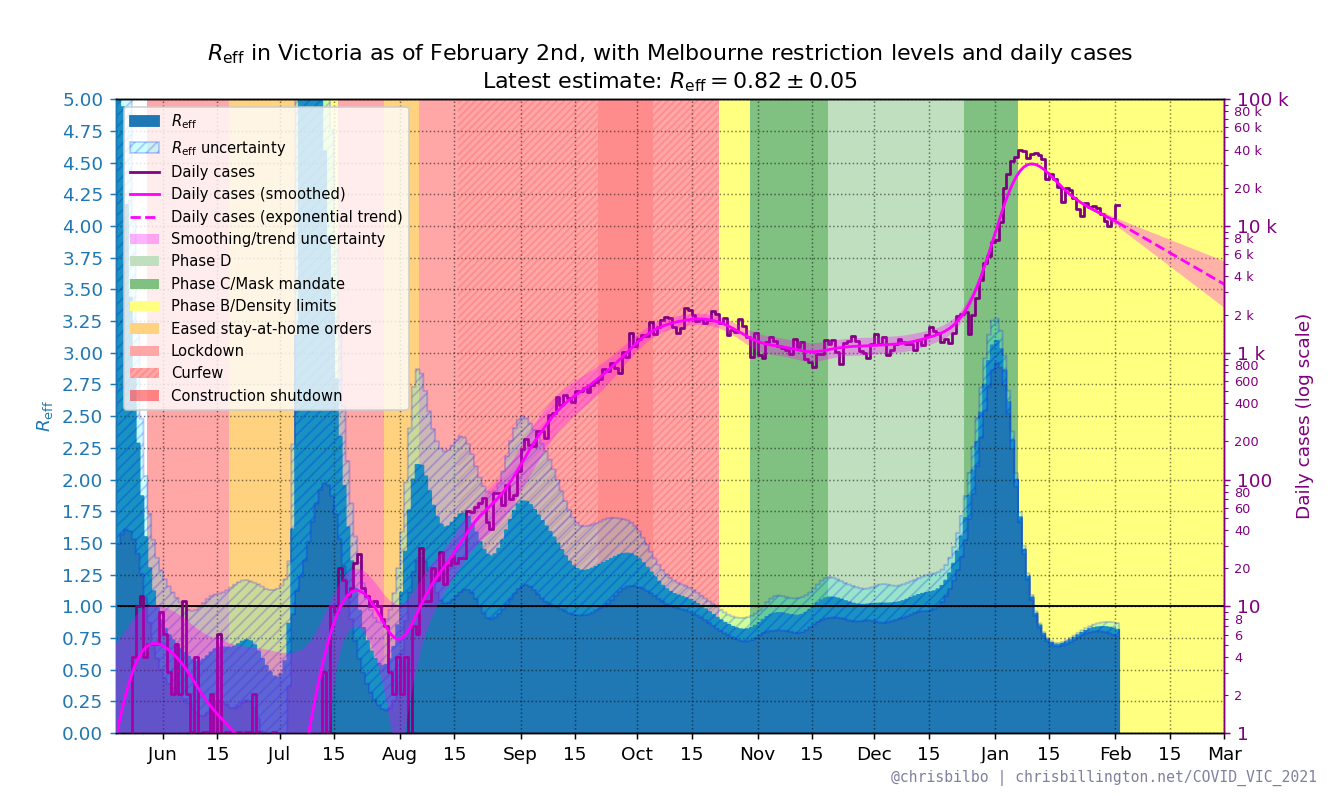 R_eff in Victoria as of February 2nd, with Melbourne restriction levels and daily cases
Latest estimate: R_eff = 0.82 ± 0.05
5.00
4.75
4.50
4.25
4.00
3.75
3.50
3.25
3.00
2.75
2.50
2.25
2.00
1.75
1.50
1.25
1.00
0.75
0.50
0.25
0.00
R_eff
R_eff
R_eff uncertainty
Daily cases
Daily cases (smoothed)
Daily cases (exponential trend)
Smoothing/trend uncertainty
Phase D
Phase C/Mask mandate
Phase B/Density limits
Eased stay-at-home orders
Lockdown
Curfew
Construction shutdown
100 k
80 k
60 k
40 k
20 k
10 k
8 k
6 k
4 k
2 k
1 k
800
600
400
200
100
80
60
40
20
10
8
6
4
2
1
Daily cases (log scale)
Jun 15 Jul 15 Aug 15 Sep 15 Oct 15 Nov 15 Dec 15 Jan 15 Feb 15 Mar
@chrisbilbo | chrisbillington.net/COVID_VIC_2021